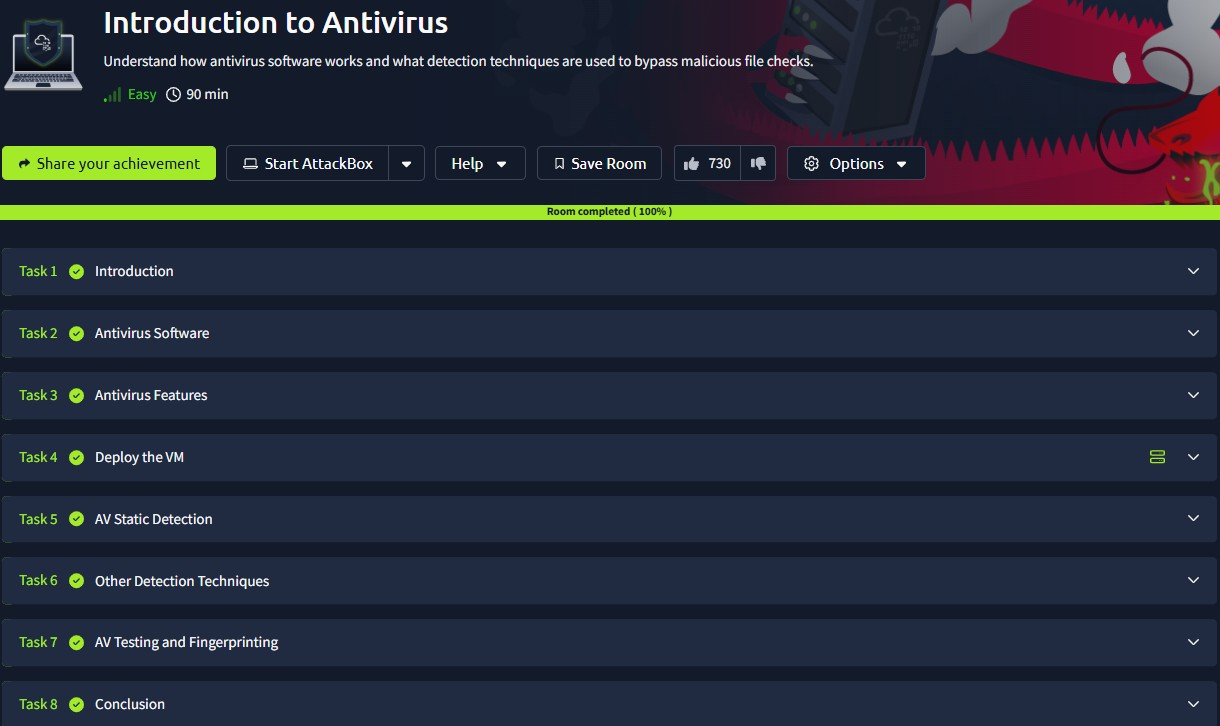 Introduction to Antivirus
Understand how antivirus software works and what detection techniques are used to bypass malicious file checks.
Easy 90 min
Share your achievement Start AttackBox Help Save Room 730 Options
Room completed ( 100% )
Task 1 Introduction
Task 2 Antivirus Software
Task 3 Antivirus Features
Task 4 Deploy the VM
Task 5 AV Static Detection
Task 6 Other Detection Techniques
Task 7 AV Testing and Fingerprinting
Task 8 Conclusion